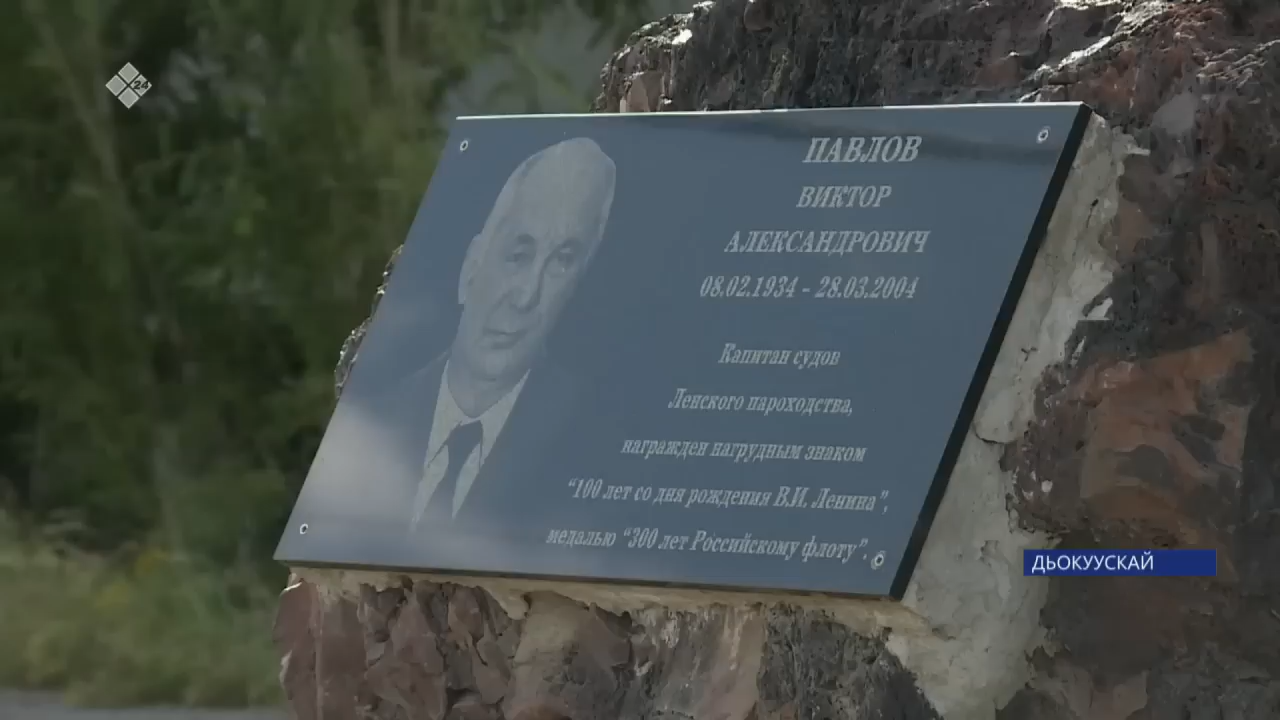 24
ПАВЛОВ
ВИКТОР
АЛЕКСАНДРОВИЧ
08.02.1934 - 28.03.2004
Капитан судов
Ленского пароходства,
награжден нагрудным знаком
“100 лет со дня рождения В.И. Ленина”,
медалью “300 лет Российскому флоту”.
ДЬОКУУСКАЙ